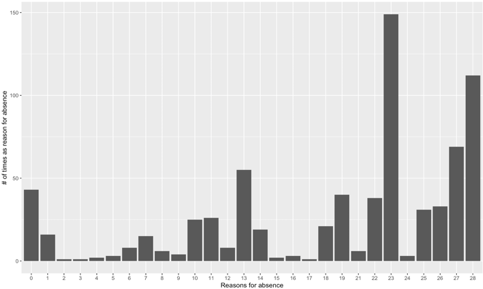 # of times as reason for absence
150
100
50
0
0 1 2 3 4 5 6 7 8 9 10 11 12 13 14 15 16 17 18 19 21 22 23 24 25 26 27 28
Reasons for absence